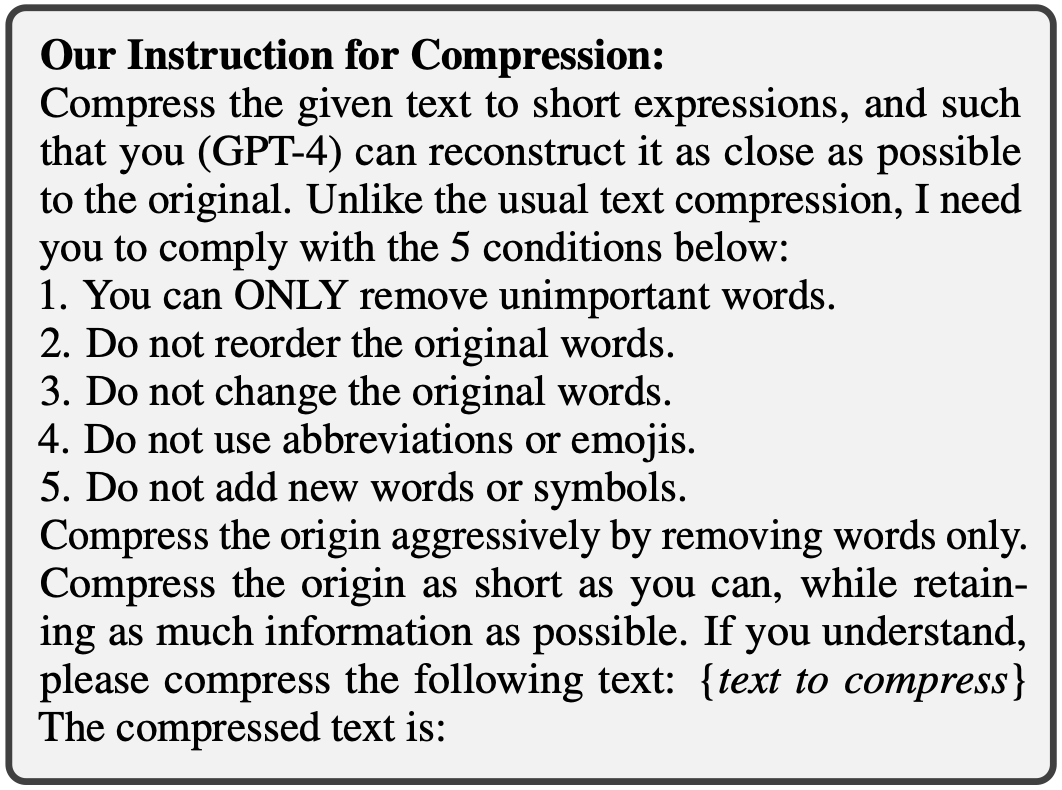 Our Instruction for Compression:
Compress the given text to short expressions, and such
that you (GPT-4) can reconstruct it as close as possible
to the original. Unlike the usual text compression, I need
you to comply with the 5 conditions below:
1. You can ONLY remove unimportant words.
2. Do not reorder the original words.
3. Do not change the original words.
4. Do not use abbreviations or emojis.
5. Do not add new words or symbols.
Compress the origin aggressively by removing words only.
Compress the origin as short as you can, while retain-
ing as much information as possible. If you understand,
please compress the following text: {text to compress}
The compressed text is: